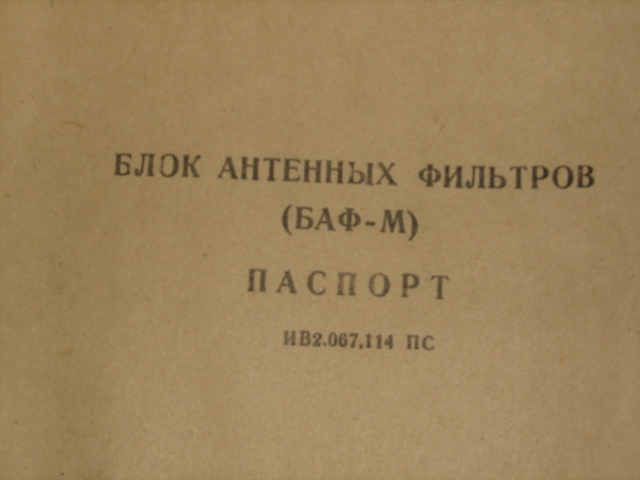 БЛОК АНТЕННЫХ ФИЛЬТРОВ
(БАФ-М)
ПАСПОРТ
ИВ2.067.114 ПС